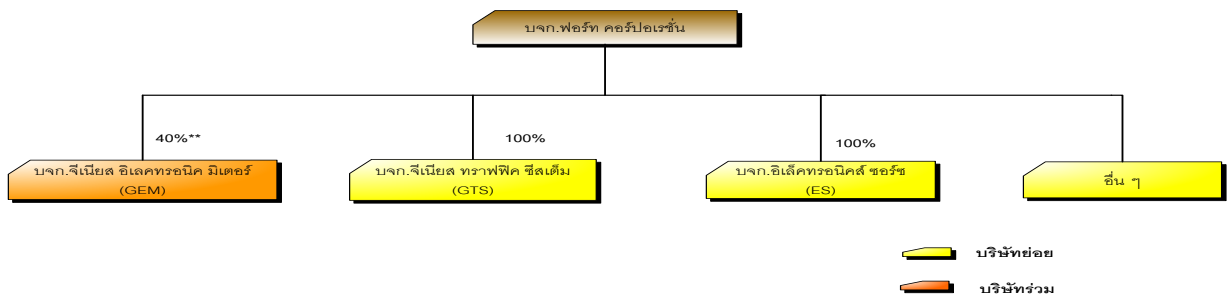 บจก.ฟอร์ท คอร์ปอเรชั่น
40%**
100%
100%
บจก.จีเนียส อิเลคทรอนิค มิเตอร์
(GEM)
บจก.จีเนียส ทราฟฟิค ซีสเต็ม
(GTS)
บจก.อิเล็คทรอนิคส์ ซอร์ซ
(ES)
อื่น ๆ
บริษัทย่อย
บริษัทร่วม